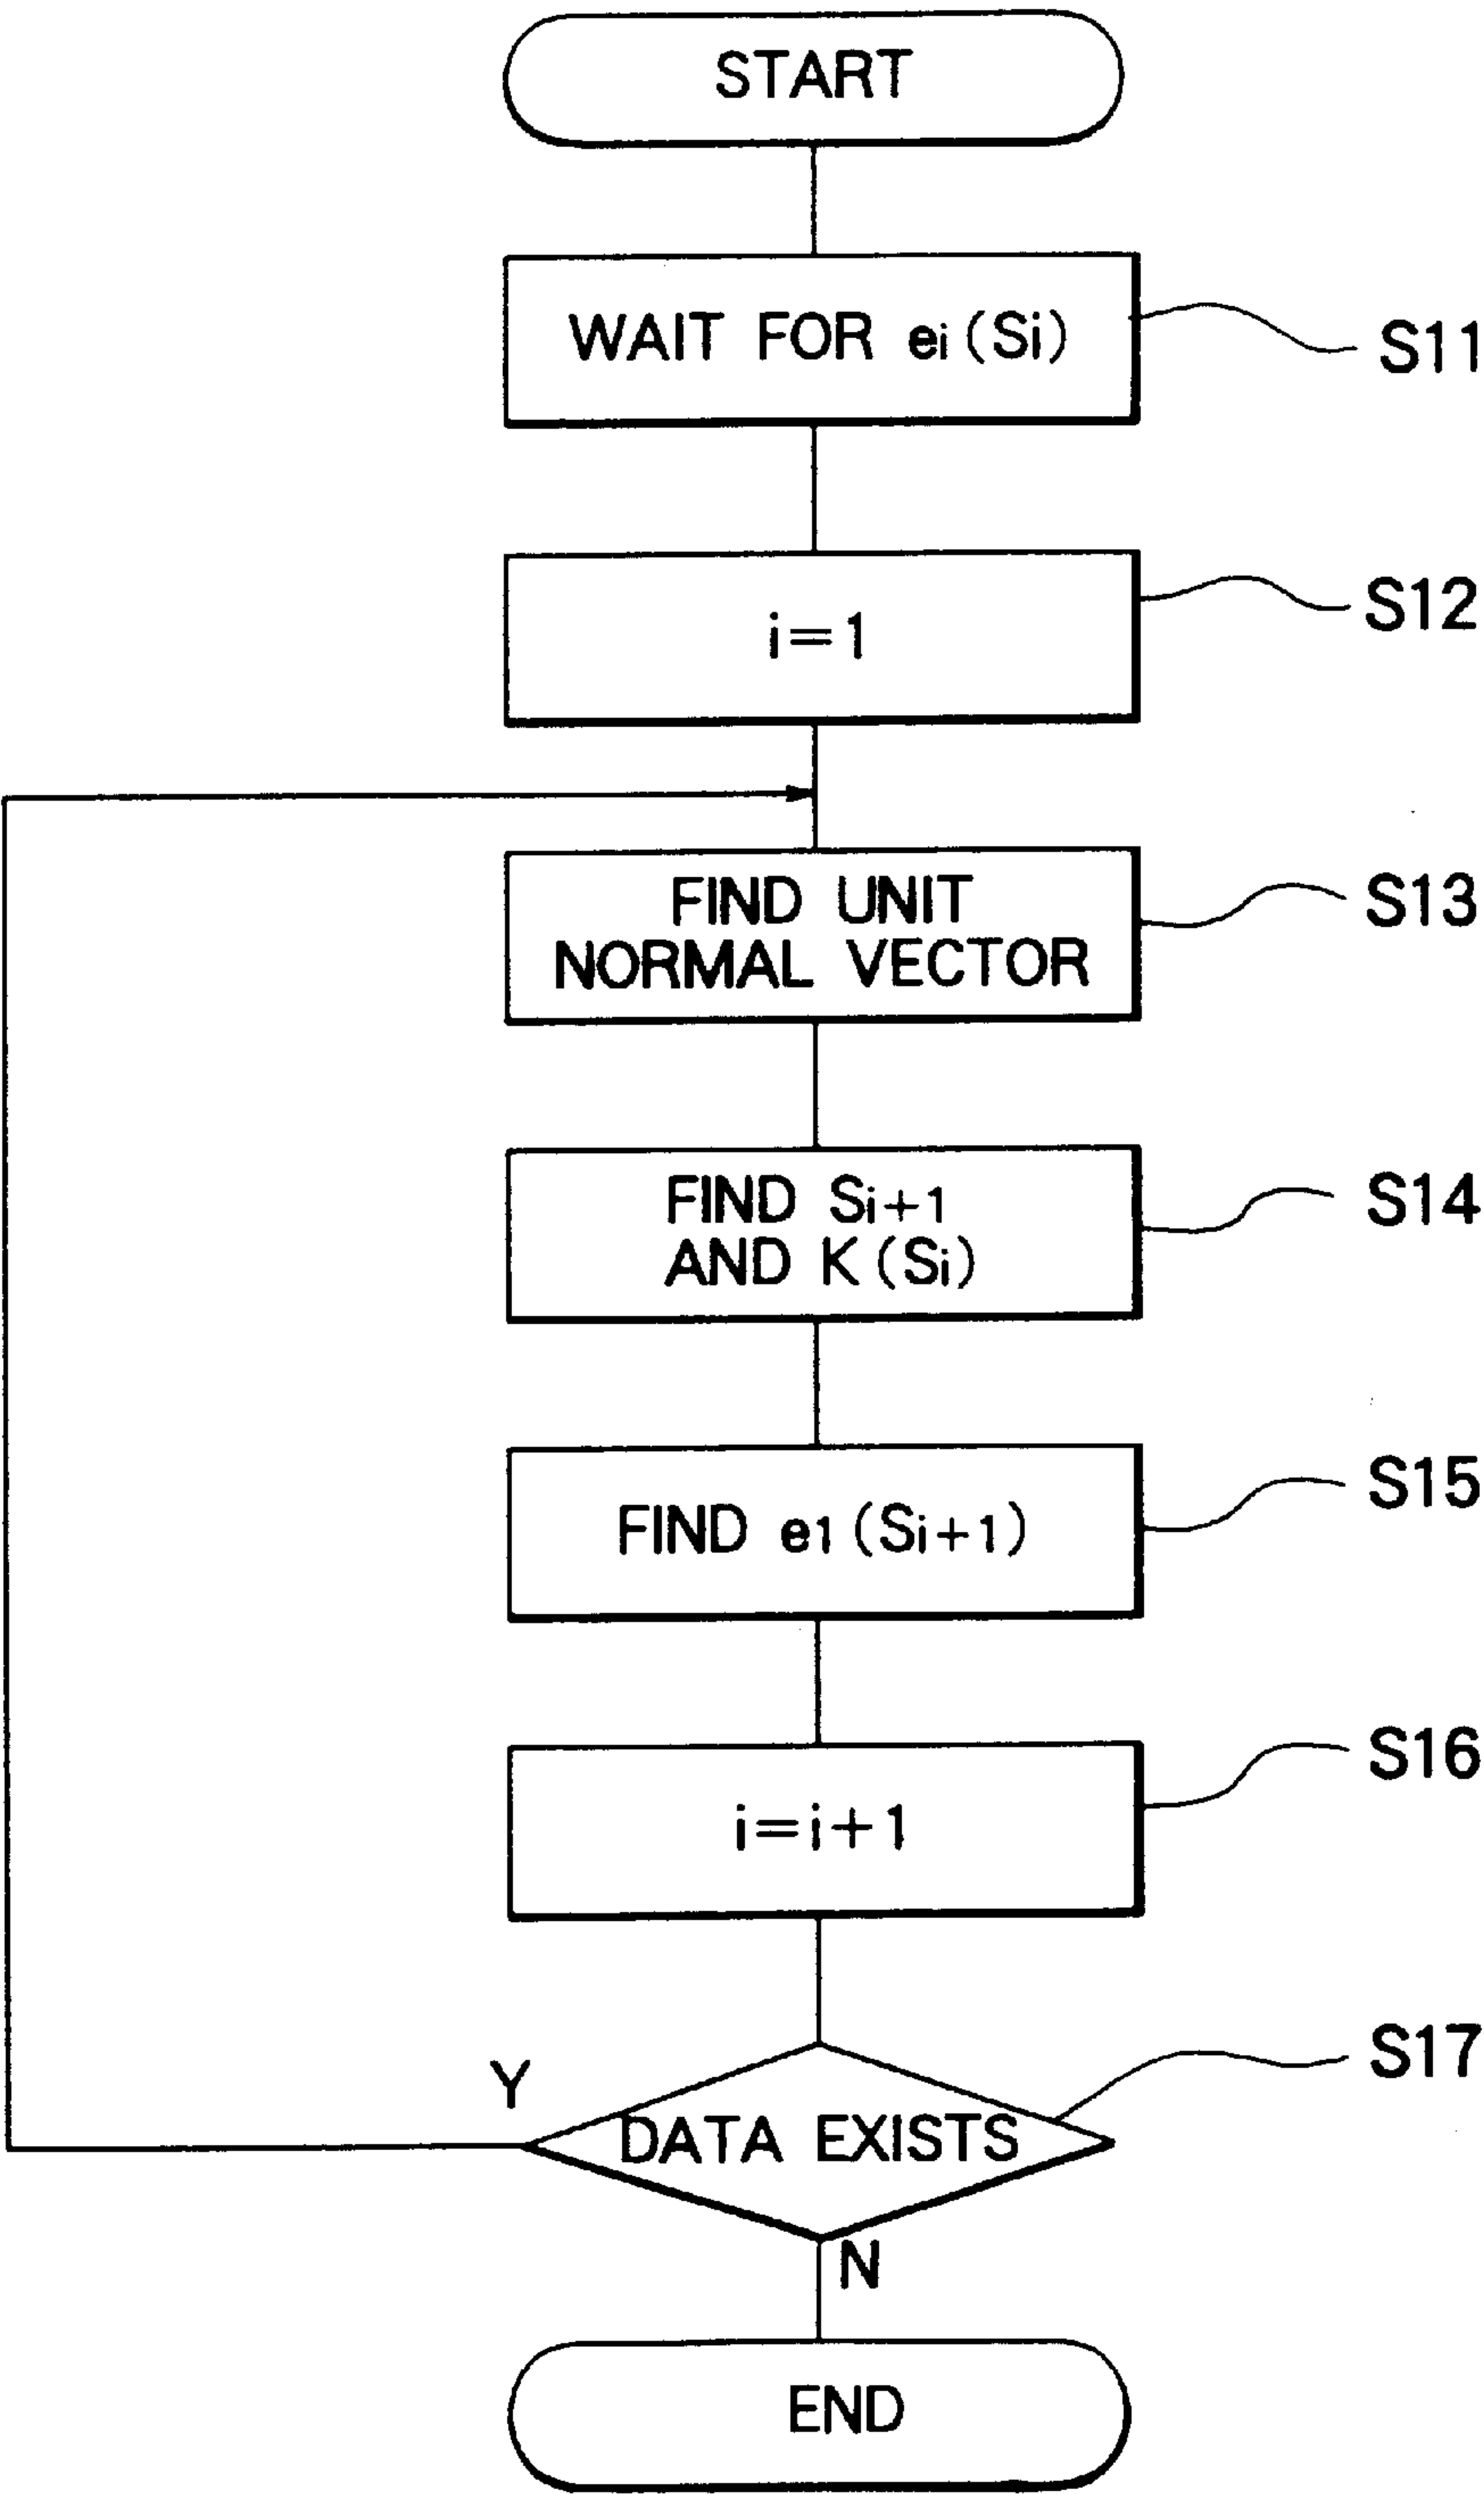 START
WAIT FOR ei (Si)
S11
i=1
S12
FIND UNIT
NORMAL VECTOR
S13
FIND Si+1
AND K (Si)
S14
FIND e1 (Si+1)
S15
i=i+1
S16
DATA EXISTS
S17
Y
N
END